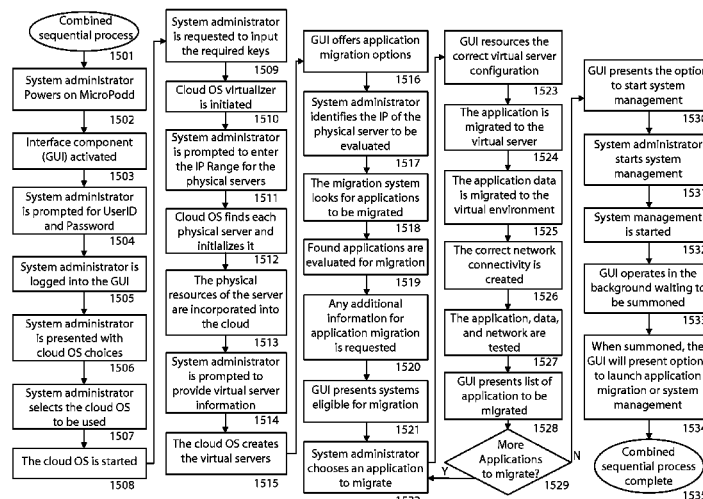 Combined
sequential process
1501
System administrator
Powers on MicroPodd
1502
Interface component
(GUI) activated
1503
System administrator
is prompted for UserID
and Password
1504
System administrator is
logged into the GUI
1505
System administrator
is presented with
cloud OS choices
1506
System administrator
selects the cloud OS
to be used
1507
The cloud OS is started
1508
System administrator
is requested to input
the required keys
1509
Cloud OS virtualizer
is initiated
1510
System administrator
is prompted to enter
the IP Range for the
physical servers
1511
Cloud OS finds each
physical server and
initializes it
1512
The physical
resources of the server
are incorporated into
the cloud
1513
System administrator
is prompted to
provide virtual server
information
1514
The cloud OS creates
the virtual servers
1515
GUI offers application
migration options
1516
System administrator
identifies the IP of the
physical server to be
evaluated
1517
The migration system
looks for applications
to be migrated
1518
Found applications are
evaluated for migration
1519
Any additional
information for
application migration
is requested
1520
GUI presents systems
eligible for migration
1521
System administrator
chooses an application
to migrate
1522
GUI resources the
correct virtual server
configuration
1523
The application is
migrated to the
virtual server
1524
The application data
is migrated to the
virtual environment
1525
The correct network
connectivity is
created
1526
The application, data,
and network are
tested
1527
GUI presents list of
application to be
migrated
1528
More
Applications
to migrate?
Y
N
1529
GUI presents the option
to start system
management
1530
System administrator
starts system
management
1531
System management
is started
1532
GUI operates in the
background waiting to
be summoned
1533
When summoned, the
GUI will present option
to launch application
migration or system
management
1534
Combined
sequential process
complete
1535